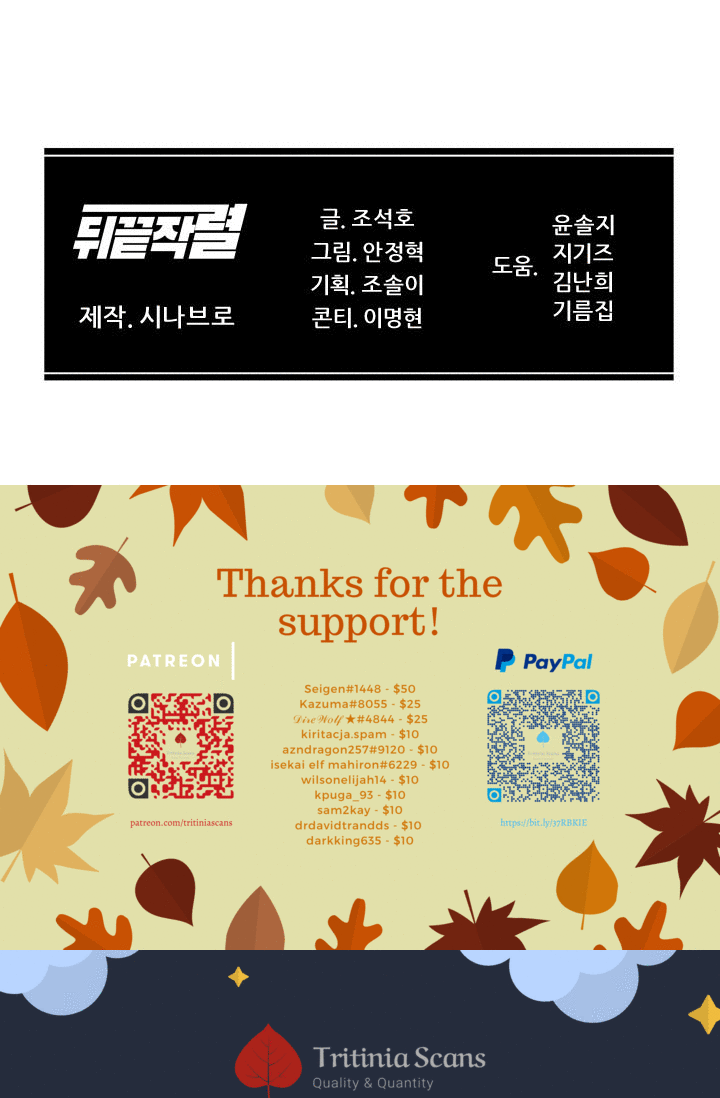 뒤끝작렬
제작. 시나브로
글. 조석호
그림. 안정혁
기획. 조솔이
콘티. 이명현
도움.
윤솔지
지기즈
김난희
기름집
Thanks for the
support!
PATREON
PayPal
Seigen#1448 - $50
Kazuma#8055 - $25
𝒟𝒾𝓇𝑒 𝒲𝑜𝓁𝒻 ★#4844 - $25
kiritacja.spam - $10
azndragon257#9120 - $10
isekai elf mahiron#6229 - $10
wilsonelijah14 - $10
kpuga_93 - $10
sam2kay - $10
drdavidtrandds - $10
darkking635 - $10
patreon.com/tritiniascans
https://bit.ly/37RBKIE
Tritinia Scans
Quality & Quantity